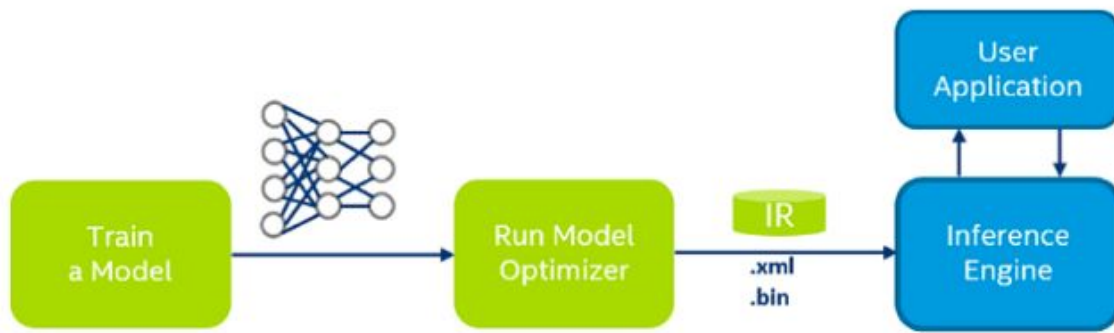 User
Application
Train
a Model
Run Model
Optimizer
IR
.xml
.bin
Inference
Engine